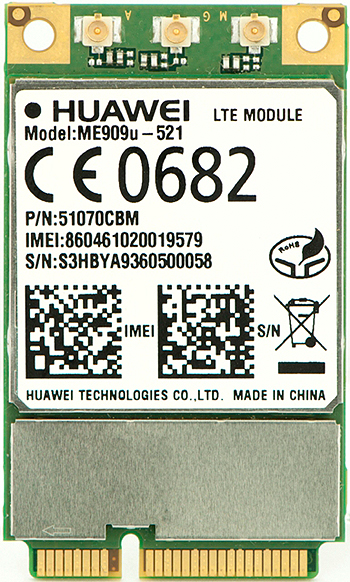 A M G
HUAWEI LTE MODULE
Model:ME909u-521
CE0682
P/N:51070CBM
IMEI:860461020019579
S/N:S3HBYA9360500058
RoHS
IMEI S/N
HUAWEI TECHNOLOGIES CO.,LTD. MADE IN CHINA